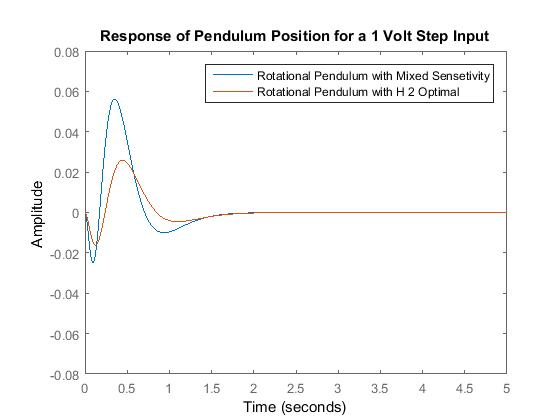 Response of Pendulum Position for a 1 Volt Step Input
Rotational Pendulum with Mixed Sensetivity
Rotational Pendulum with H 2 Optimal
Amplitude
0.08
0.06
0.04
0.02
0
-0.02
-0.04
-0.06
-0.08
0 0.5 1 1.5 2 2.5 3 3.5 4 4.5 5
Time (seconds)